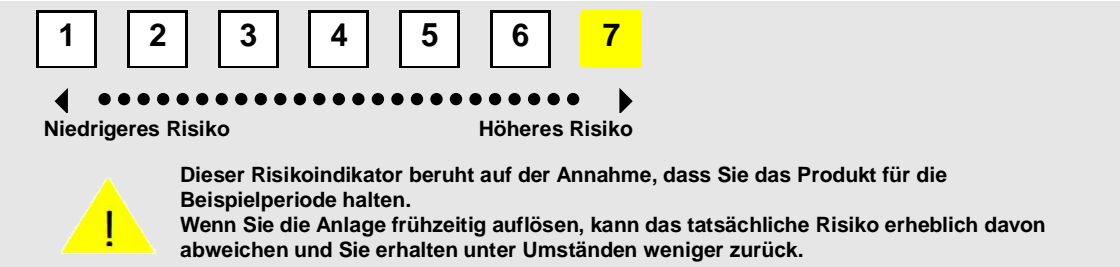 1 2 3 4 5 6 7
Niedrigeres Risiko Höheres Risiko
Dieser Risikoindikator beruht auf der Annahme, dass Sie das Produkt für die
Beispielperiode halten.
Wenn Sie die Anlage frühzeitig auflösen, kann das tatsächliche Risiko erheblich davon
abweichen und Sie erhalten unter Umständen weniger zurück.
!